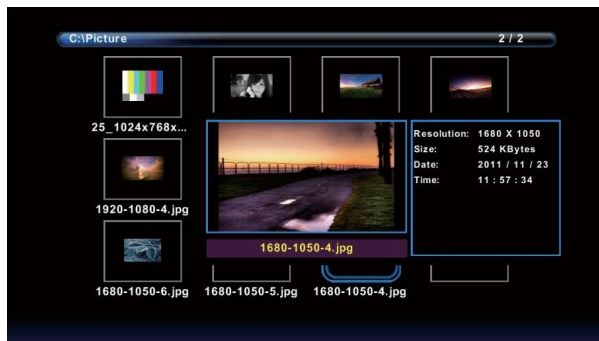 C:\Picture 2 / 2
25_1024x768x...
Resolution: 1680 X 1050
Size: 524 KBytes
Date: 2011 / 11 / 23
Time: 11 : 57 : 34
1920-1080-4.jpg
1680-1050-4.jpg
1680-1050-6.jpg 1680-1050-5.jpg 1680-1050-4.jpg